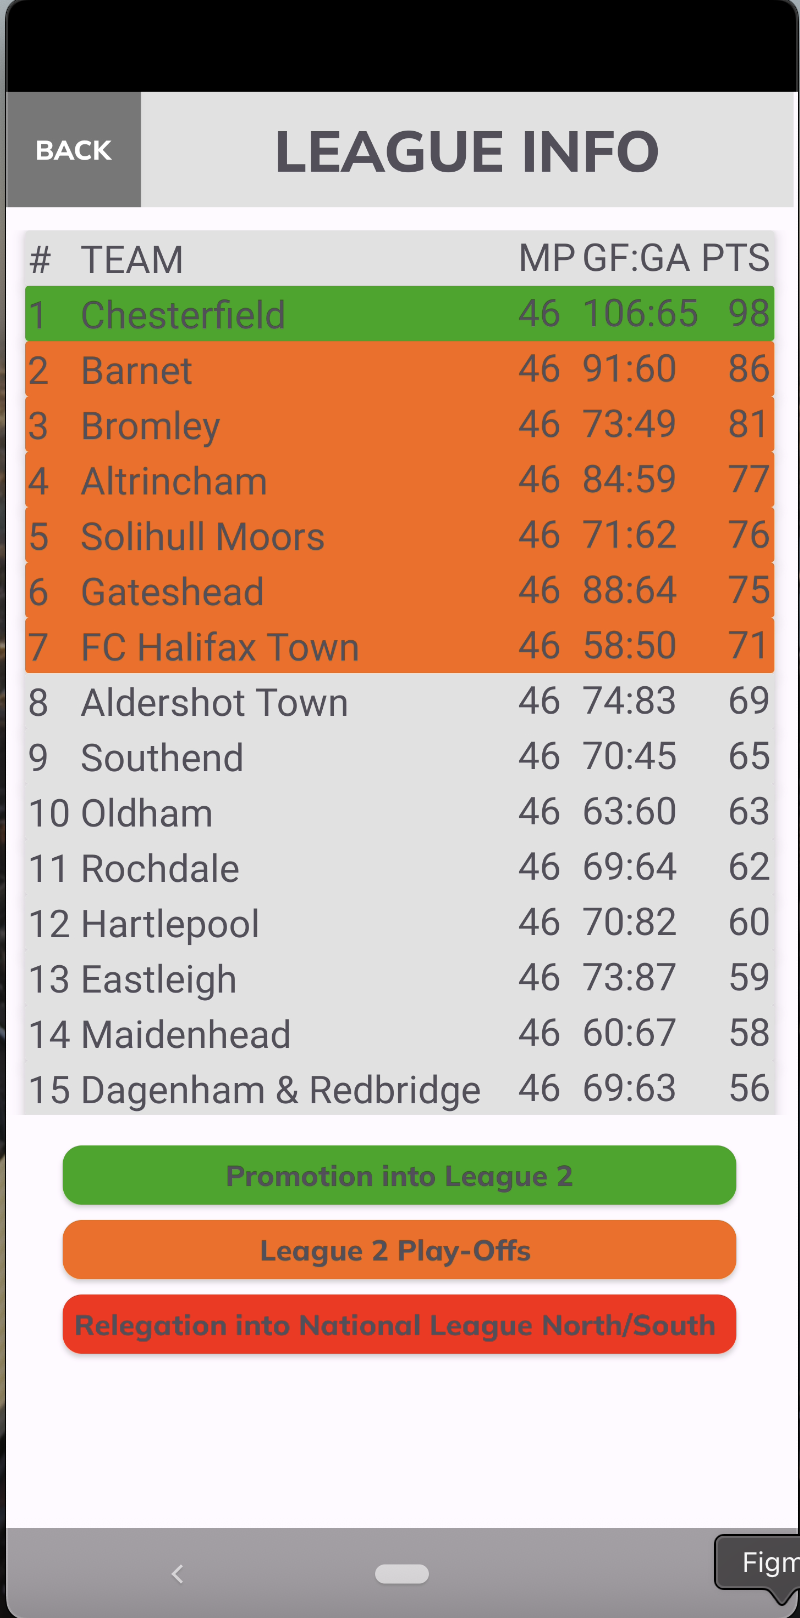 BACK
LEAGUE INFO
# TEAM MP GF:GA PTS
1 Chesterfield 46 106:65 98
2 Barnet 46 91:60 86
3 Bromley 46 73:49 81
4 Altrincham 46 84:59 77
5 Solihull Moors 46 71:62 76
6 Gateshead 46 88:64 75
7 FC Halifax Town 46 58:50 71
8 Aldershot Town 46 74:83 69
9 Southend 46 70:45 65
10 Oldham 46 63:60 63
11 Rochdale 46 69:64 62
12 Hartlepool 46 70:82 60
13 Eastleigh 46 73:87 59
14 Maidenhead 46 60:67 58
15 Dagenham & Redbridge 46 69:63 56
Promotion into League 2
League 2 Play-Offs
Relegation into National League North/South